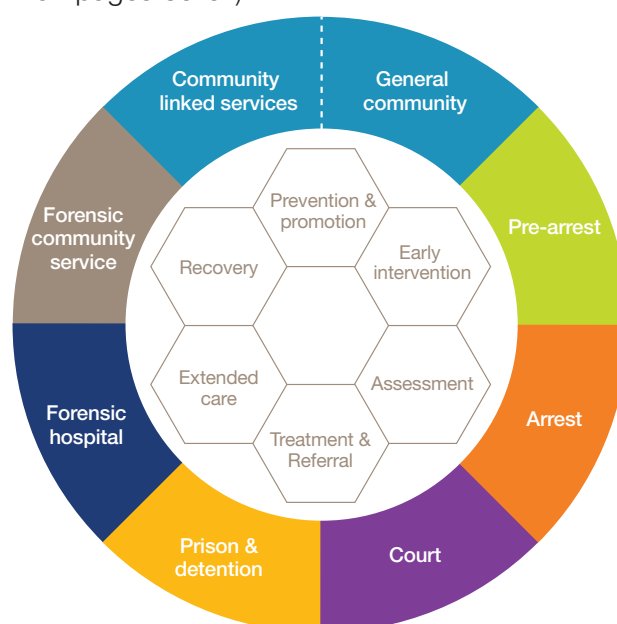 Community
linked services
General
community
Pre-arrest
Arrest
Court
Prison &
detention
Forensic
hospital
Forensic
community
service
Prevention &
promotion
Early
intervention
Assessment
Treatment &
Referral
Extended
care
Recovery